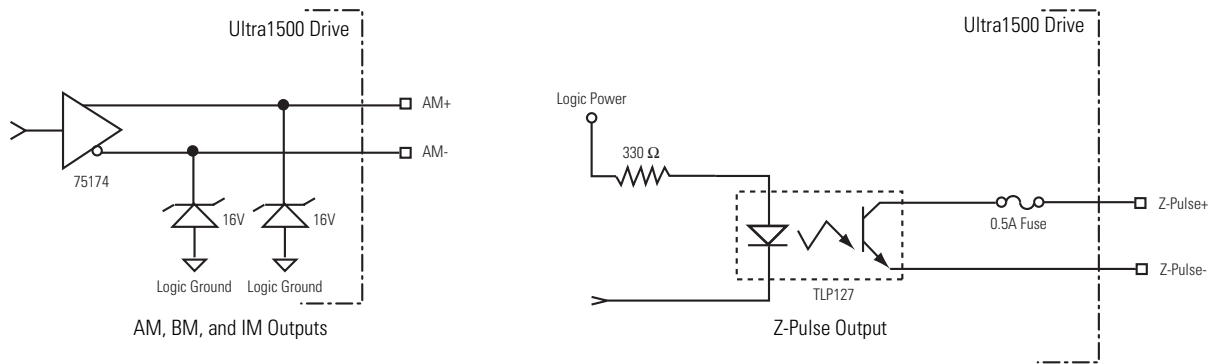 Ultra1500 Drive
AM+
AM-
75174
16V
16V
Logic Ground
Logic Ground
AM, BM, and IM Outputs
Ultra1500 Drive
Logic Power
330 Ω
Z-Pulse+
0.5A Fuse
Z-Pulse-
TLP127
Z-Pulse Output